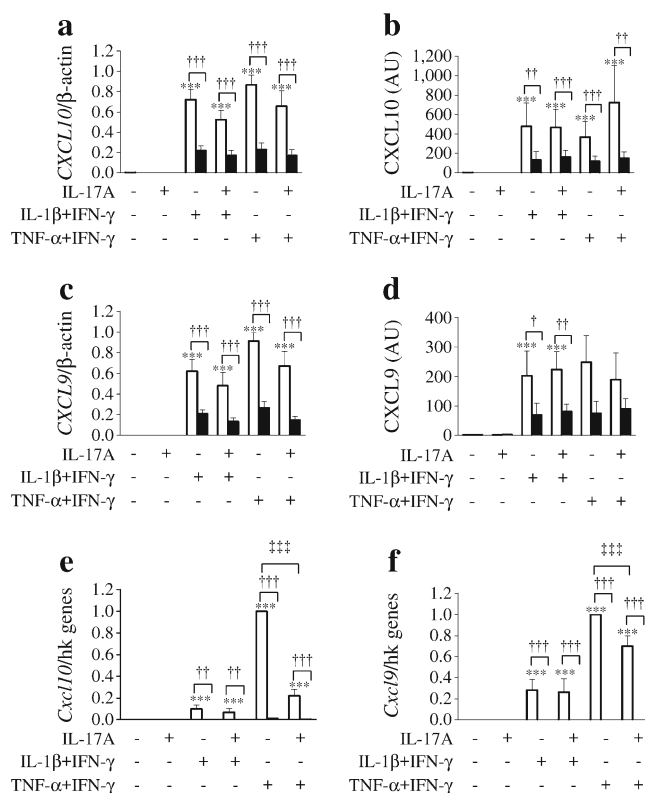 a
CXCL10/β-actin
1.2
1.0
0.8
0.6
0.4
0.2
0.0
††† ††† ††† †††
*** *** *** ***
IL-17A - + - + - +
IL-1β+IFN-γ - - + + - -
TNF-α+IFN-γ - - - - + +
b
CXCL10 (AU)
1,200
1,000
800
600
400
200
0
†† ††† ††† ††
*** *** *** ***
IL-17A - + - + - +
IL-1β+IFN-γ - - + + - -
TNF-α+IFN-γ - - - - + +
c
CXCL9/β-actin
1.2
1.0
0.8
0.6
0.4
0.2
0.0
††† ††† ††† †††
*** *** *** ***
IL-17A - + - + - +
IL-1β+IFN-γ - - + + - -
TNF-α+IFN-γ - - - - + +
d
CXCL9 (AU)
400
300
200
100
0
† ††
*** ***
IL-17A - + - + - +
IL-1β+IFN-γ - - + + - -
TNF-α+IFN-γ - - - - + +
e
Cxcl10/hk genes
1.2
1.0
0.8
0.6
0.4
0.2
0.0
‡‡‡
†† †† ††† †††
*** *** *** ***
IL-17A - + - + - +
IL-1β+IFN-γ - - + + - -
TNF-α+IFN-γ - - - - + +
f
Cxcl9/hk genes
1.2
1.0
0.8
0.6
0.4
0.2
0.0
‡‡‡
††† ††† ††† †††
*** *** *** ***
IL-17A - + - + - +
IL-1β+IFN-γ - - + + - -
TNF-α+IFN-γ - - - - + +